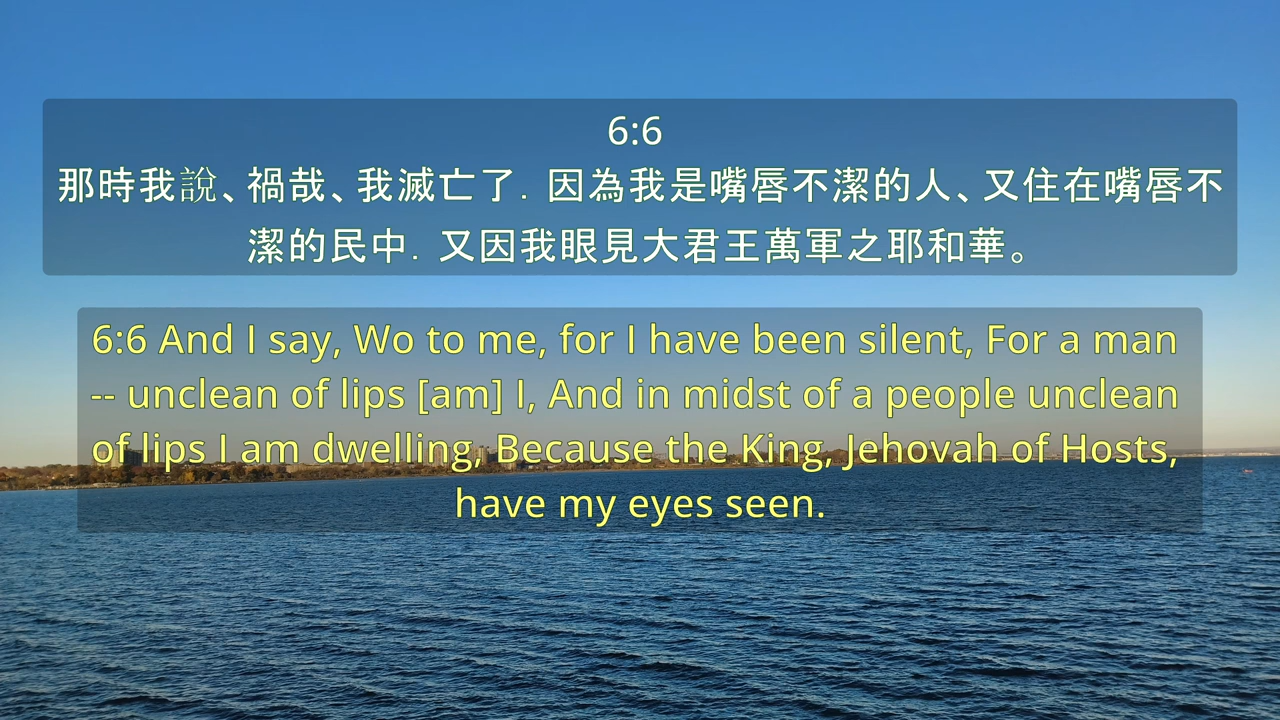 6:6
那時我說、禍哉、我滅亡了．因為我是嘴唇不潔的人、又住在嘴唇不
潔的民中．又因我眼見大君王萬軍之耶和華。
6:6 And I say, Wo to me, for I have been silent, For a man
-- unclean of lips [am] I, And in midst of a people unclean
of lips I am dwelling, Because the King, Jehovah of Hosts,
have my eyes seen.